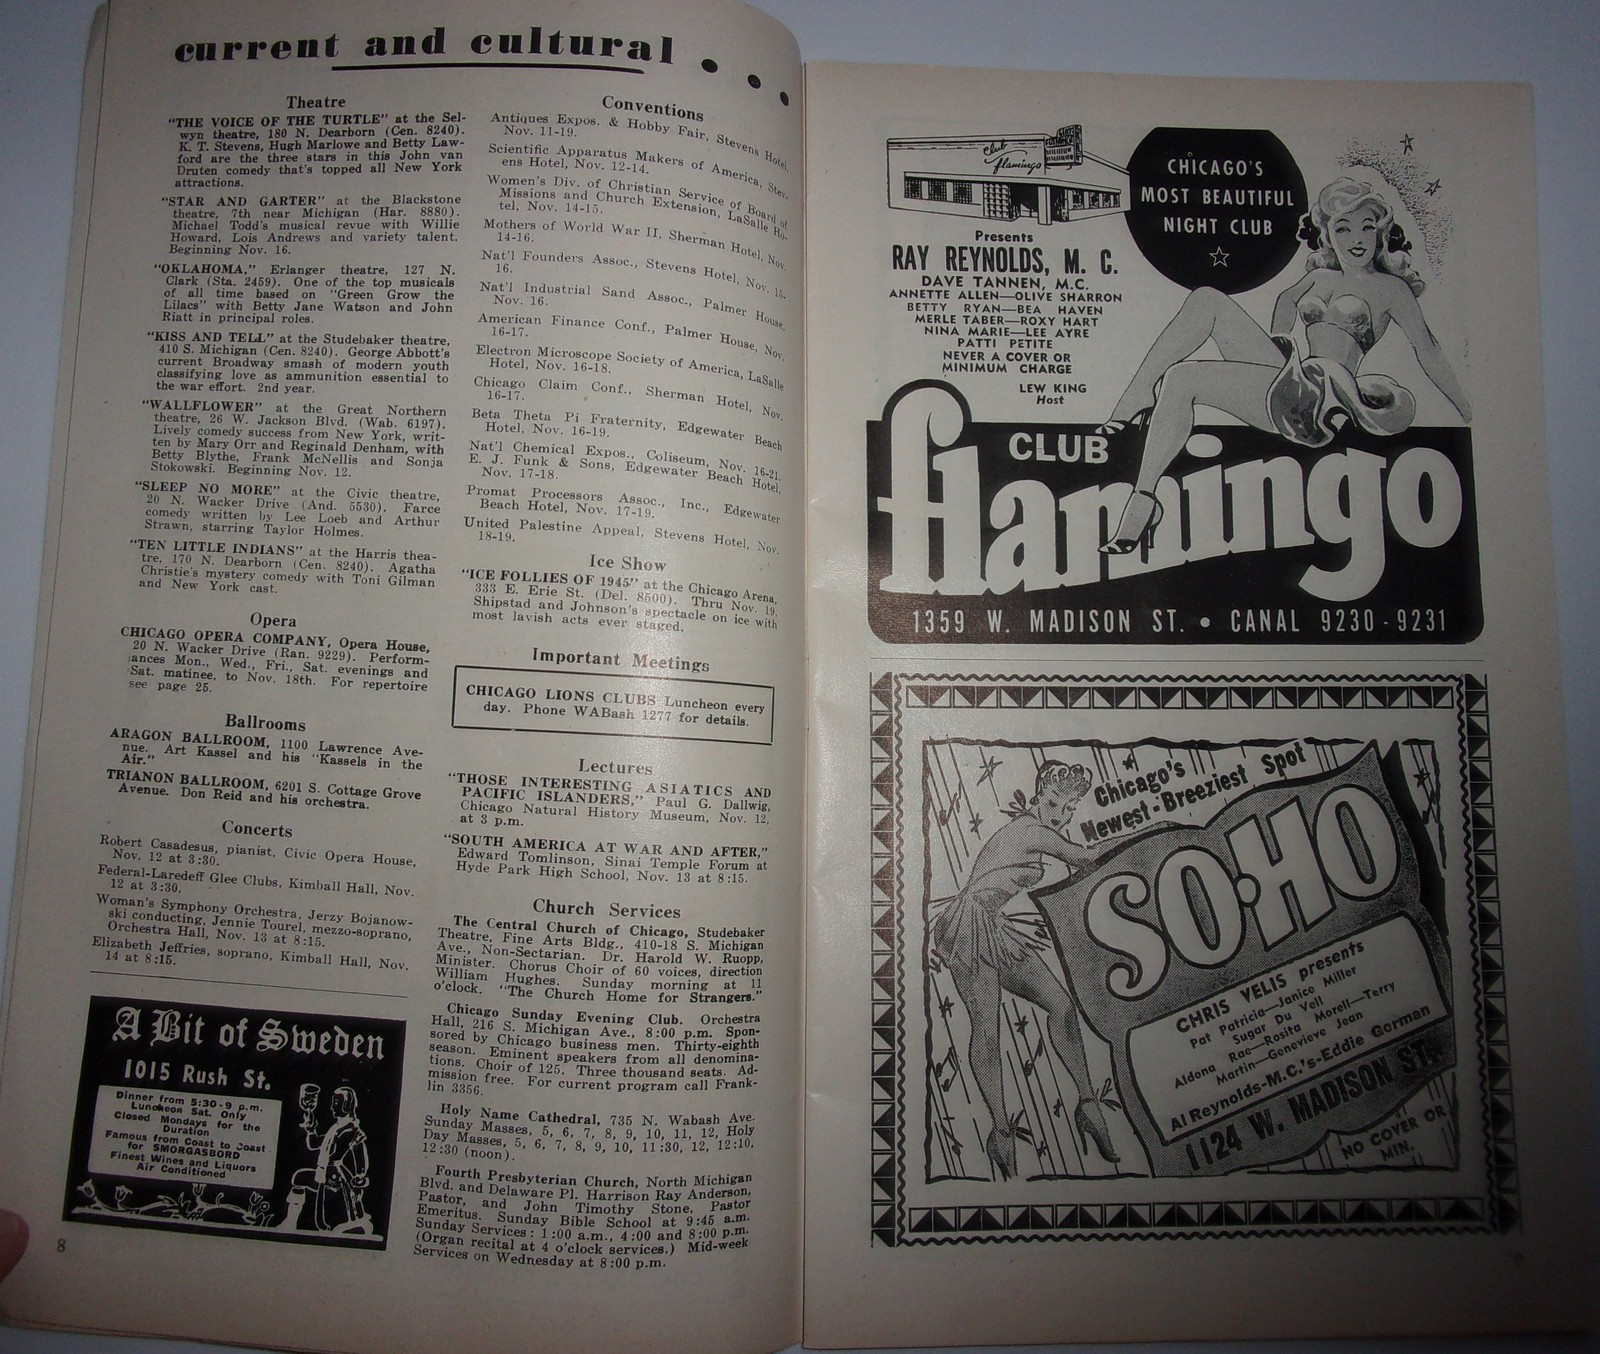 current and cultural . . .
Theatre
"THE VOICE OF THE TURTLE" at the Sel-
wyn theatre, 180 N. Dearborn (Cen. 8240).
K. T. Stevens, Hugh Marlowe and Betty Law-
ford are the three stars in this John van
Druten comedy that's topped all New York
attractions.
"STAR AND GARTER" at the Blackstone
theatre, 7th near Michigan (Har. 8880).
Michael Todd's musical revue with Willie
Howard, Lois Andrews and variety talent.
Beginning Nov. 16.
"OKLAHOMA," Erlanger theatre, 127 N.
Clark (Sta. 2459). One of the top musicals
of all time based on "Green Grow the
Lilacs" with Betty Jane Watson and John
Riatt in principal roles.
"KISS AND TELL" at the Studebaker theatre,
410 S. Michigan (Cen. 8240). George Abbott's
current Broadway smash of modern youth
classifying love as ammunition essential to
the war effort. 2nd year.
"WALLFLOWER" at the Great Northern
theatre, 26 W. Jackson Blvd. (Wab. 6197).
Lively comedy success from New York, writ-
ten by Mary Orr and Reginald Denham, with
Betty Blythe, Frank McNellis and Sonja
Stokowski. Beginning Nov. 12.
"SLEEP NO MORE" at the Civic theatre,
20 N. Wacker Drive (And. 5530). Farce
comedy written by Lee Loeb and Arthur
Strawn, starring Taylor Holmes.
"TEN LITTLE INDIANS" at the Harris thea-
tre, 170 N. Dearborn (Cen. 8240). Agatha
Christie's mystery comedy with Toni Gilman
and New York cast.
Opera
CHICAGO OPERA COMPANY, Opera House,
20 N. Wacker Drive (Ran. 9229). Perform-
ances Mon., Wed., Fri., Sat. evenings and
Sat. matinee, to Nov. 18th. For repertoire
see page 25.
Ballrooms
ARAGON BALLROOM, 1100 Lawrence Ave-
nue. Art Kassel and his "Kassels in the
Air."
TRIANON BALLROOM, 6201 S. Cottage Grove
Avenue. Don Reid and his orchestra.
Concerts
Robert Casadesus, pianist, Civic Opera House,
Nov. 12 at 3:30.
Federal-Laredeff Glee Clubs, Kimball Hall, Nov.
12 at 3:30.
Woman's Symphony Orchestra, Jerzy Bojanow-
ski conducting, Jennie Tourel, mezzo-soprano,
Orchestra Hall, Nov. 13 at 8:15.
Elizabeth Jeffries, soprano, Kimball Hall, Nov.
14 at 8:15.
A Bit of Sweden
1015 Rush St.
Dinner from 5:30-9 p.m.
Luncheon Sat. Only
Closed Mondays for the
Duration
Famous from Coast to Coast
for SMORGASBORD
Finest Wines and Liquors
Air Conditioned
8
Conventions
Antiques Expos. & Hobby Fair, Stevens Hotel,
Nov. 11-19.
Scientific Apparatus Makers of America, Stev-
ens Hotel, Nov. 12-14.
Women's Div. of Christian Service of Board of
Missions and Church Extension, LaSalle Ho-
tel, Nov. 14-15.
Mothers of World War II, Sherman Hotel, Nov.
14-16.
Nat'l Founders Assoc., Stevens Hotel, Nov. 15-
16.
Nat'l Industrial Sand Assoc., Palmer House,
Nov. 16.
American Finance Conf., Palmer House, Nov.
16-17.
Electron Microscope Society of America, LaSalle
Hotel, Nov. 16-18.
Chicago Claim Conf., Sherman Hotel, Nov.
16-17.
Beta Theta Pi Fraternity, Edgewater Beach
Hotel, Nov. 16-19.
Nat'l Chemical Expos., Coliseum, Nov. 16-21.
E. J. Funk & Sons, Edgewater Beach Hotel,
Nov. 17-18.
Promat Processors Assoc., Inc., Edgewater
Beach Hotel, Nov. 17-19.
United Palestine Appeal, Stevens Hotel, Nov.
18-19.
Ice Show
"ICE FOLLIES OF 1945" at the Chicago Arena,
333 E. Erie St. (Del. 8500). Thru Nov. 19.
Shipstad and Johnson's spectacle on ice with
most lavish acts ever staged.
Important Meetings
CHICAGO LIONS CLUBS Luncheon every
day. Phone WABash 1277 for details.
Lectures
"THOSE INTERESTING ASIATICS AND
PACIFIC ISLANDERS," Paul G. Dallwig,
Chicago Natural History Museum, Nov. 12,
at 3 p.m.
"SOUTH AMERICA AT WAR AND AFTER,"
Edward Tomlinson, Sinai Temple Forum at
Hyde Park High School, Nov. 13 at 8:15.
Church Services
The Central Church of Chicago, Studebaker
Theatre, Fine Arts Bldg., 410-18 S. Michigan
Ave., Non-Sectarian. Dr. Harold W. Ruopp,
Minister. Chorus Choir of 60 voices, direction
William Hughes. Sunday morning at 11
o'clock. "The Church Home for Strangers."
Chicago Sunday Evening Club. Orchestra
Hall, 216 S. Michigan Ave., 8:00 p.m. Spon-
sored by Chicago business men. Thirty-eighth
season. Eminent speakers from all denomina-
tions. Choir of 125. Three thousand seats. Ad-
mission free. For current program call Frank-
lin 3356.
Holy Name Cathedral, 735 N. Wabash Ave.
Sunday Masses, 5, 6, 7, 8, 9, 10, 11, 12, Holy
Day Masses, 5, 6, 7, 8, 9, 10, 11:30, 12, 12:10,
12:30 (noon).
Fourth Presbyterian Church, North Michigan
Blvd. and Delaware Pl. Harrison Ray Anderson,
Pastor, and John Timothy Stone, Pastor
Emeritus. Sunday Bible School at 9:45 a.m.
Sunday Services: 1:00 a.m., 4:00 and 8:00 p.m.
(Organ recital at 4 o'clock services.) Mid-week
Services on Wednesday at 8:00 p.m.
Club
flamingo
CHICAGO'S
MOST BEAUTIFUL
NIGHT CLUB
Presents
RAY REYNOLDS, M. C.
DAVE TANNEN, M.C.
ANNETTE ALLEN—OLIVE SHARRON
BETTY RYAN—BEA HAVEN
MERLE TABER—ROXY HART
NINA MARIE—LEE AYRE
PATTI PETITE
NEVER A COVER OR
MINIMUM CHARGE
LEW KING
Host
CLUB
flamingo
1359 W. MADISON ST. • CANAL 9230-9231
Chicago's
Newest-Breeziest Spot
SO-HO
CHRIS VELIS presents
Pat Patricia—Janice Miller
Sugar Du Vell
Aldona Rae—Rosita Morell—Terry
Martin—Genevieve Jean
Al Reynolds-M.C.'s-Eddie Gorman
1124 W. MADISON ST.
NO COVER OR
MIN.